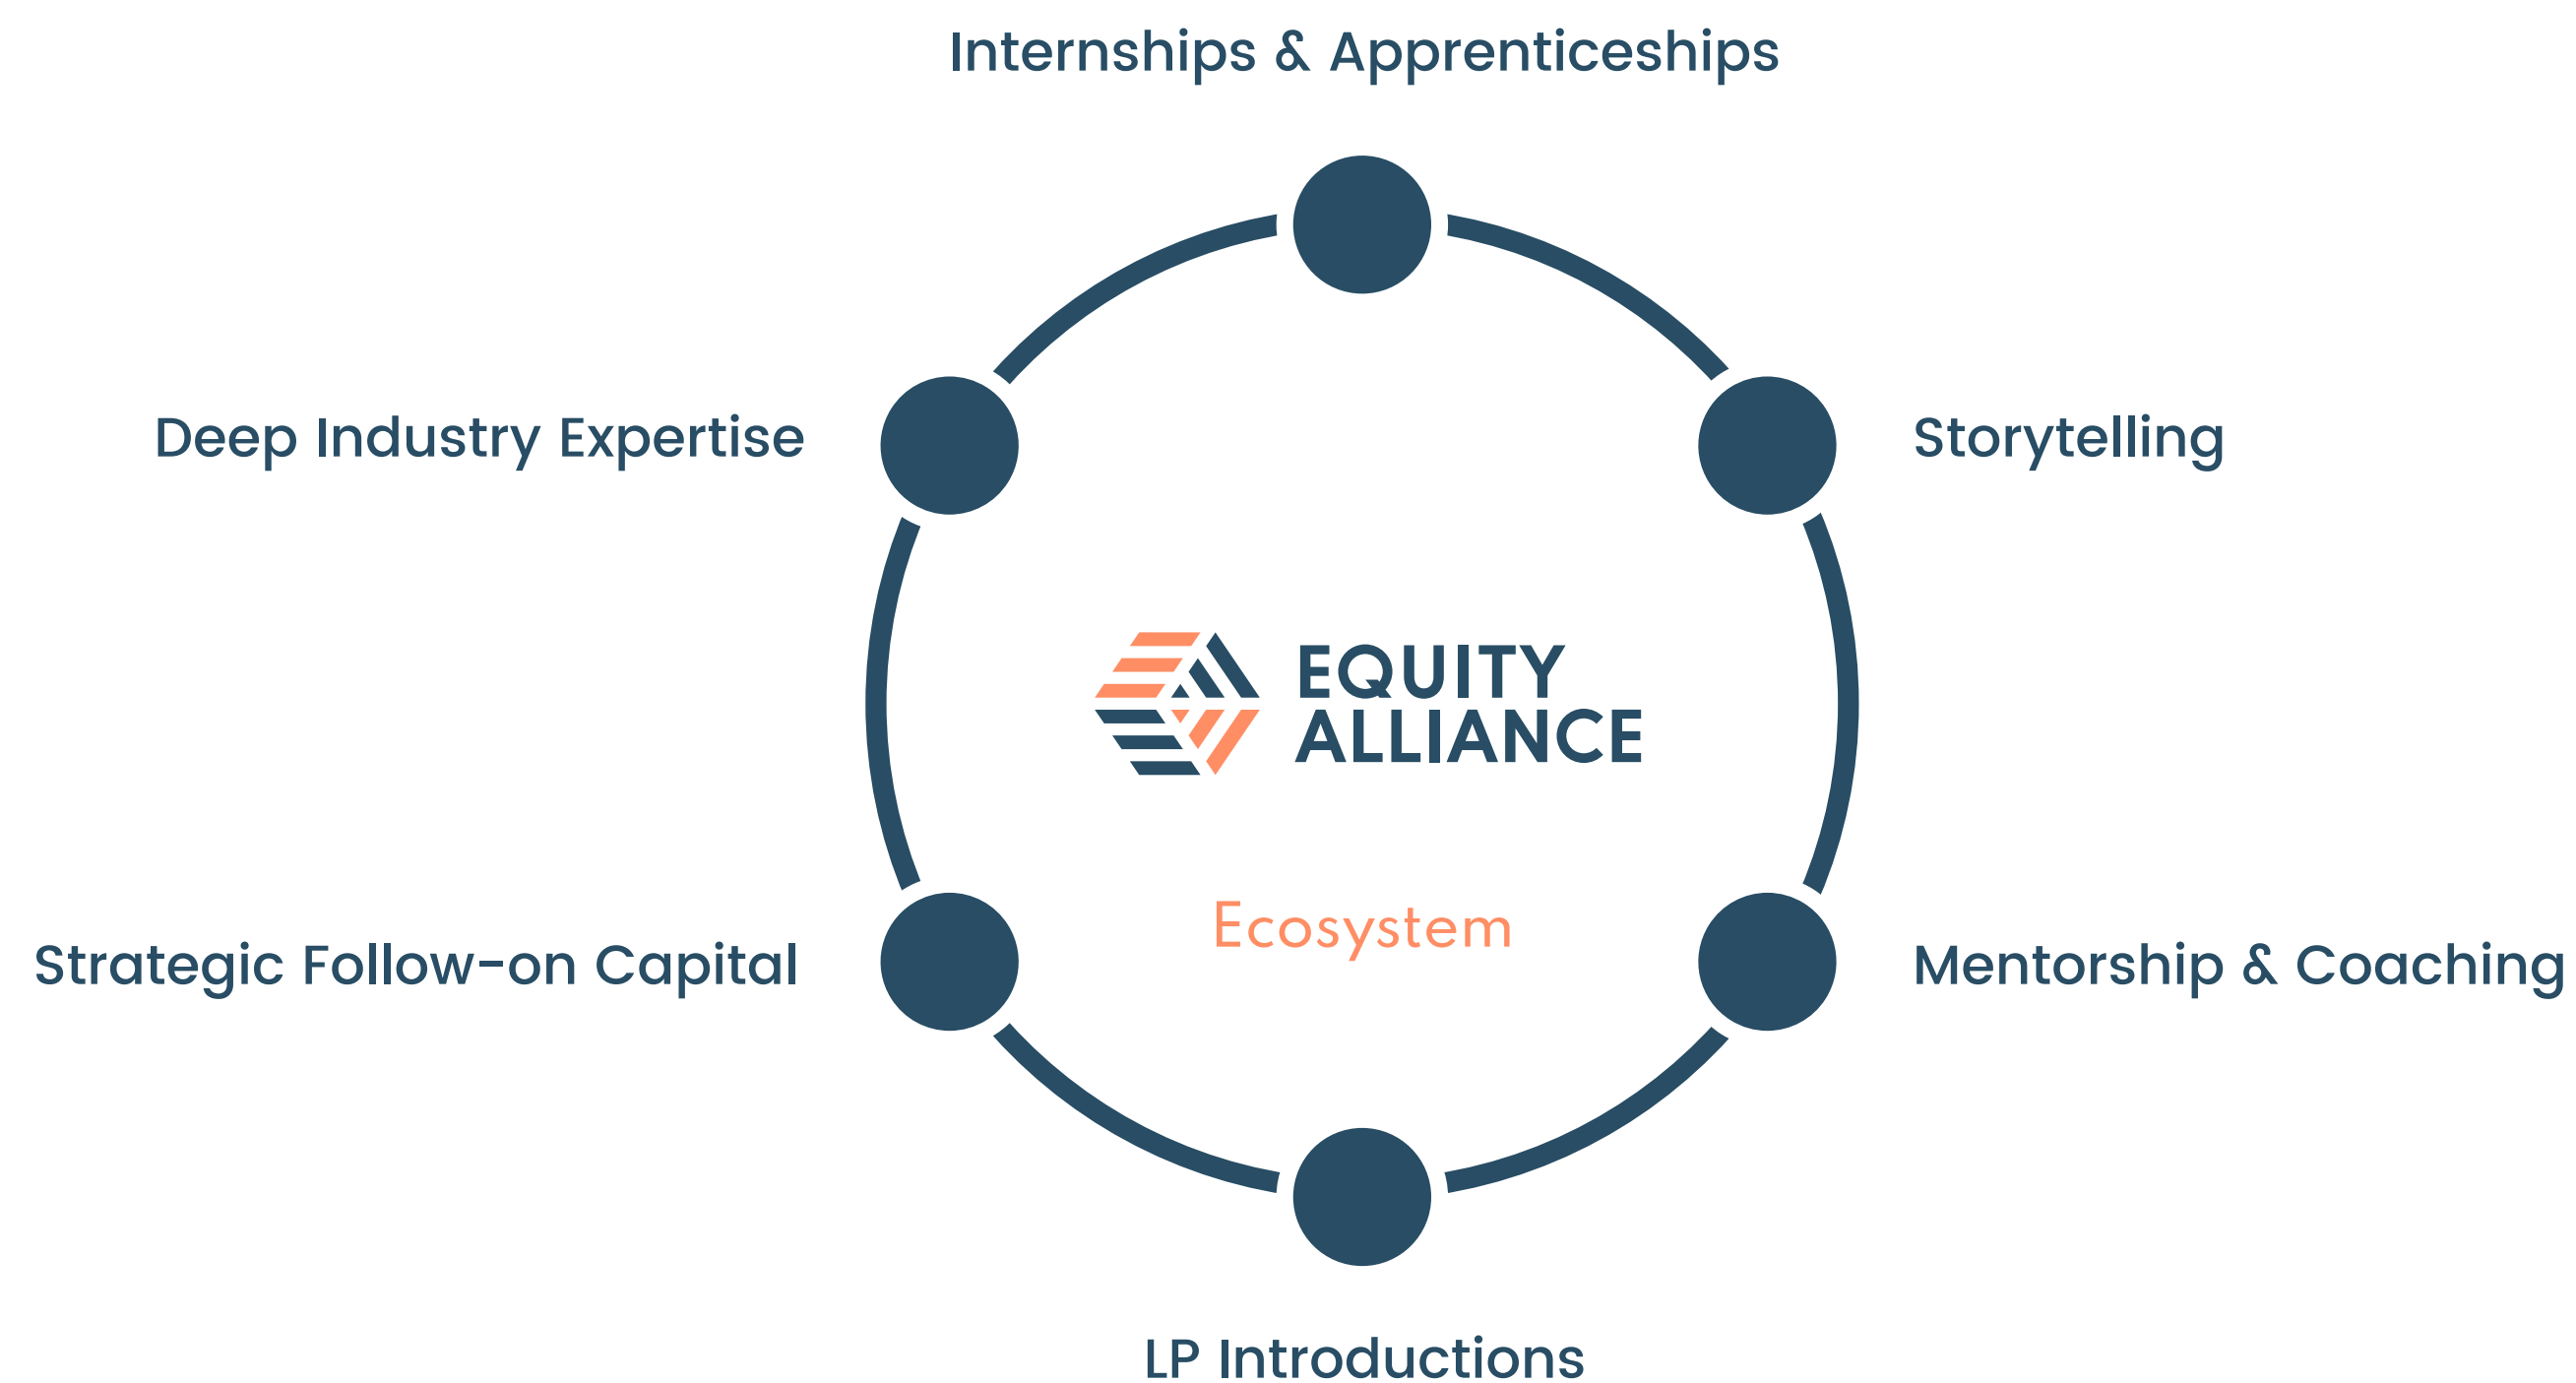 Internships & Apprenticeships
Deep Industry Expertise
Storytelling
EQUITY
ALLIANCE
Ecosystem
Strategic Follow-on Capital
Mentorship & Coaching
LP Introductions